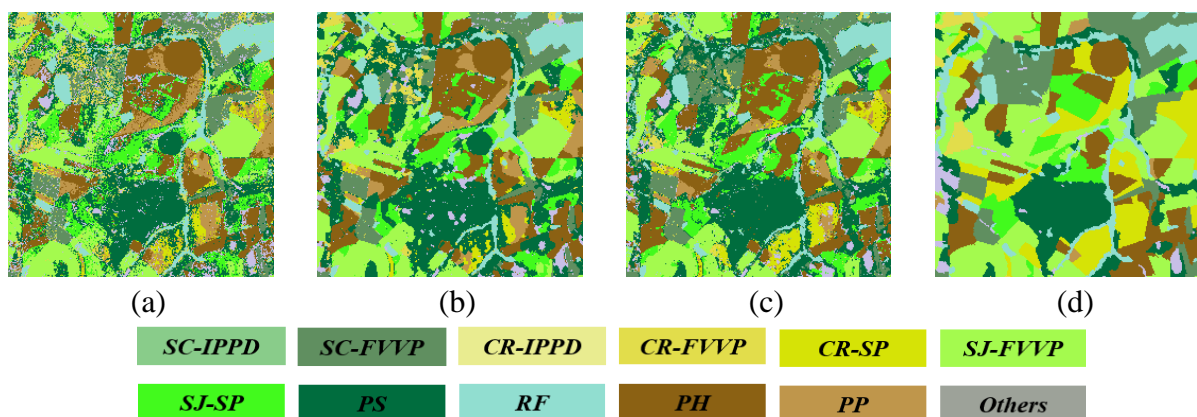 (a) (b) (c) (d)
SC-IPPD SC-FVVP CR-IPPD CR-FVVP CR-SP SJ-FVVP
SJ-SP PS RF PH PP Others